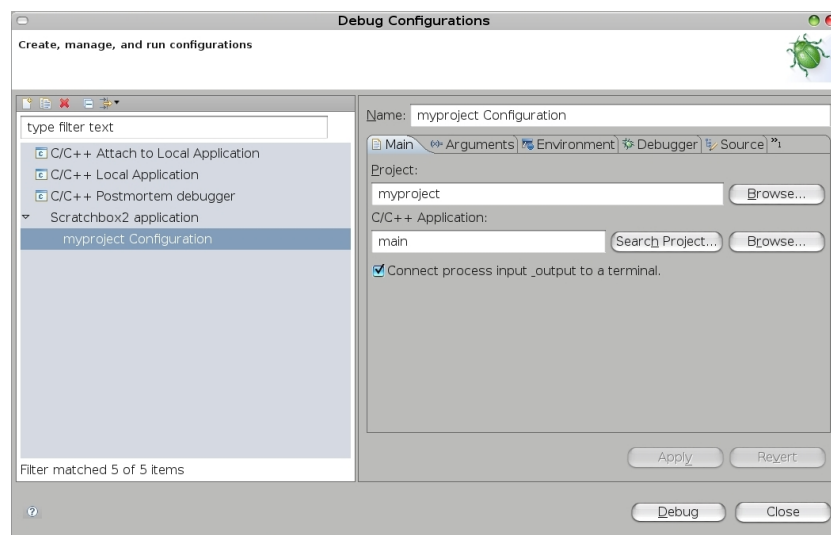 Debug Configurations
Create, manage, and run configurations
type filter text
C/C++ Attach to Local Application
C/C++ Local Application
C/C++ Postmortem debugger
Scratchbox2 application
myproject Configuration
Filter matched 5 of 5 items
Name: myproject Configuration
Main Arguments Environment Debugger Source »1
Project:
myproject Browse...
C/C++ Application:
main Search Project... Browse...
Connect process input _output to a terminal.
Apply Revert
Debug Close